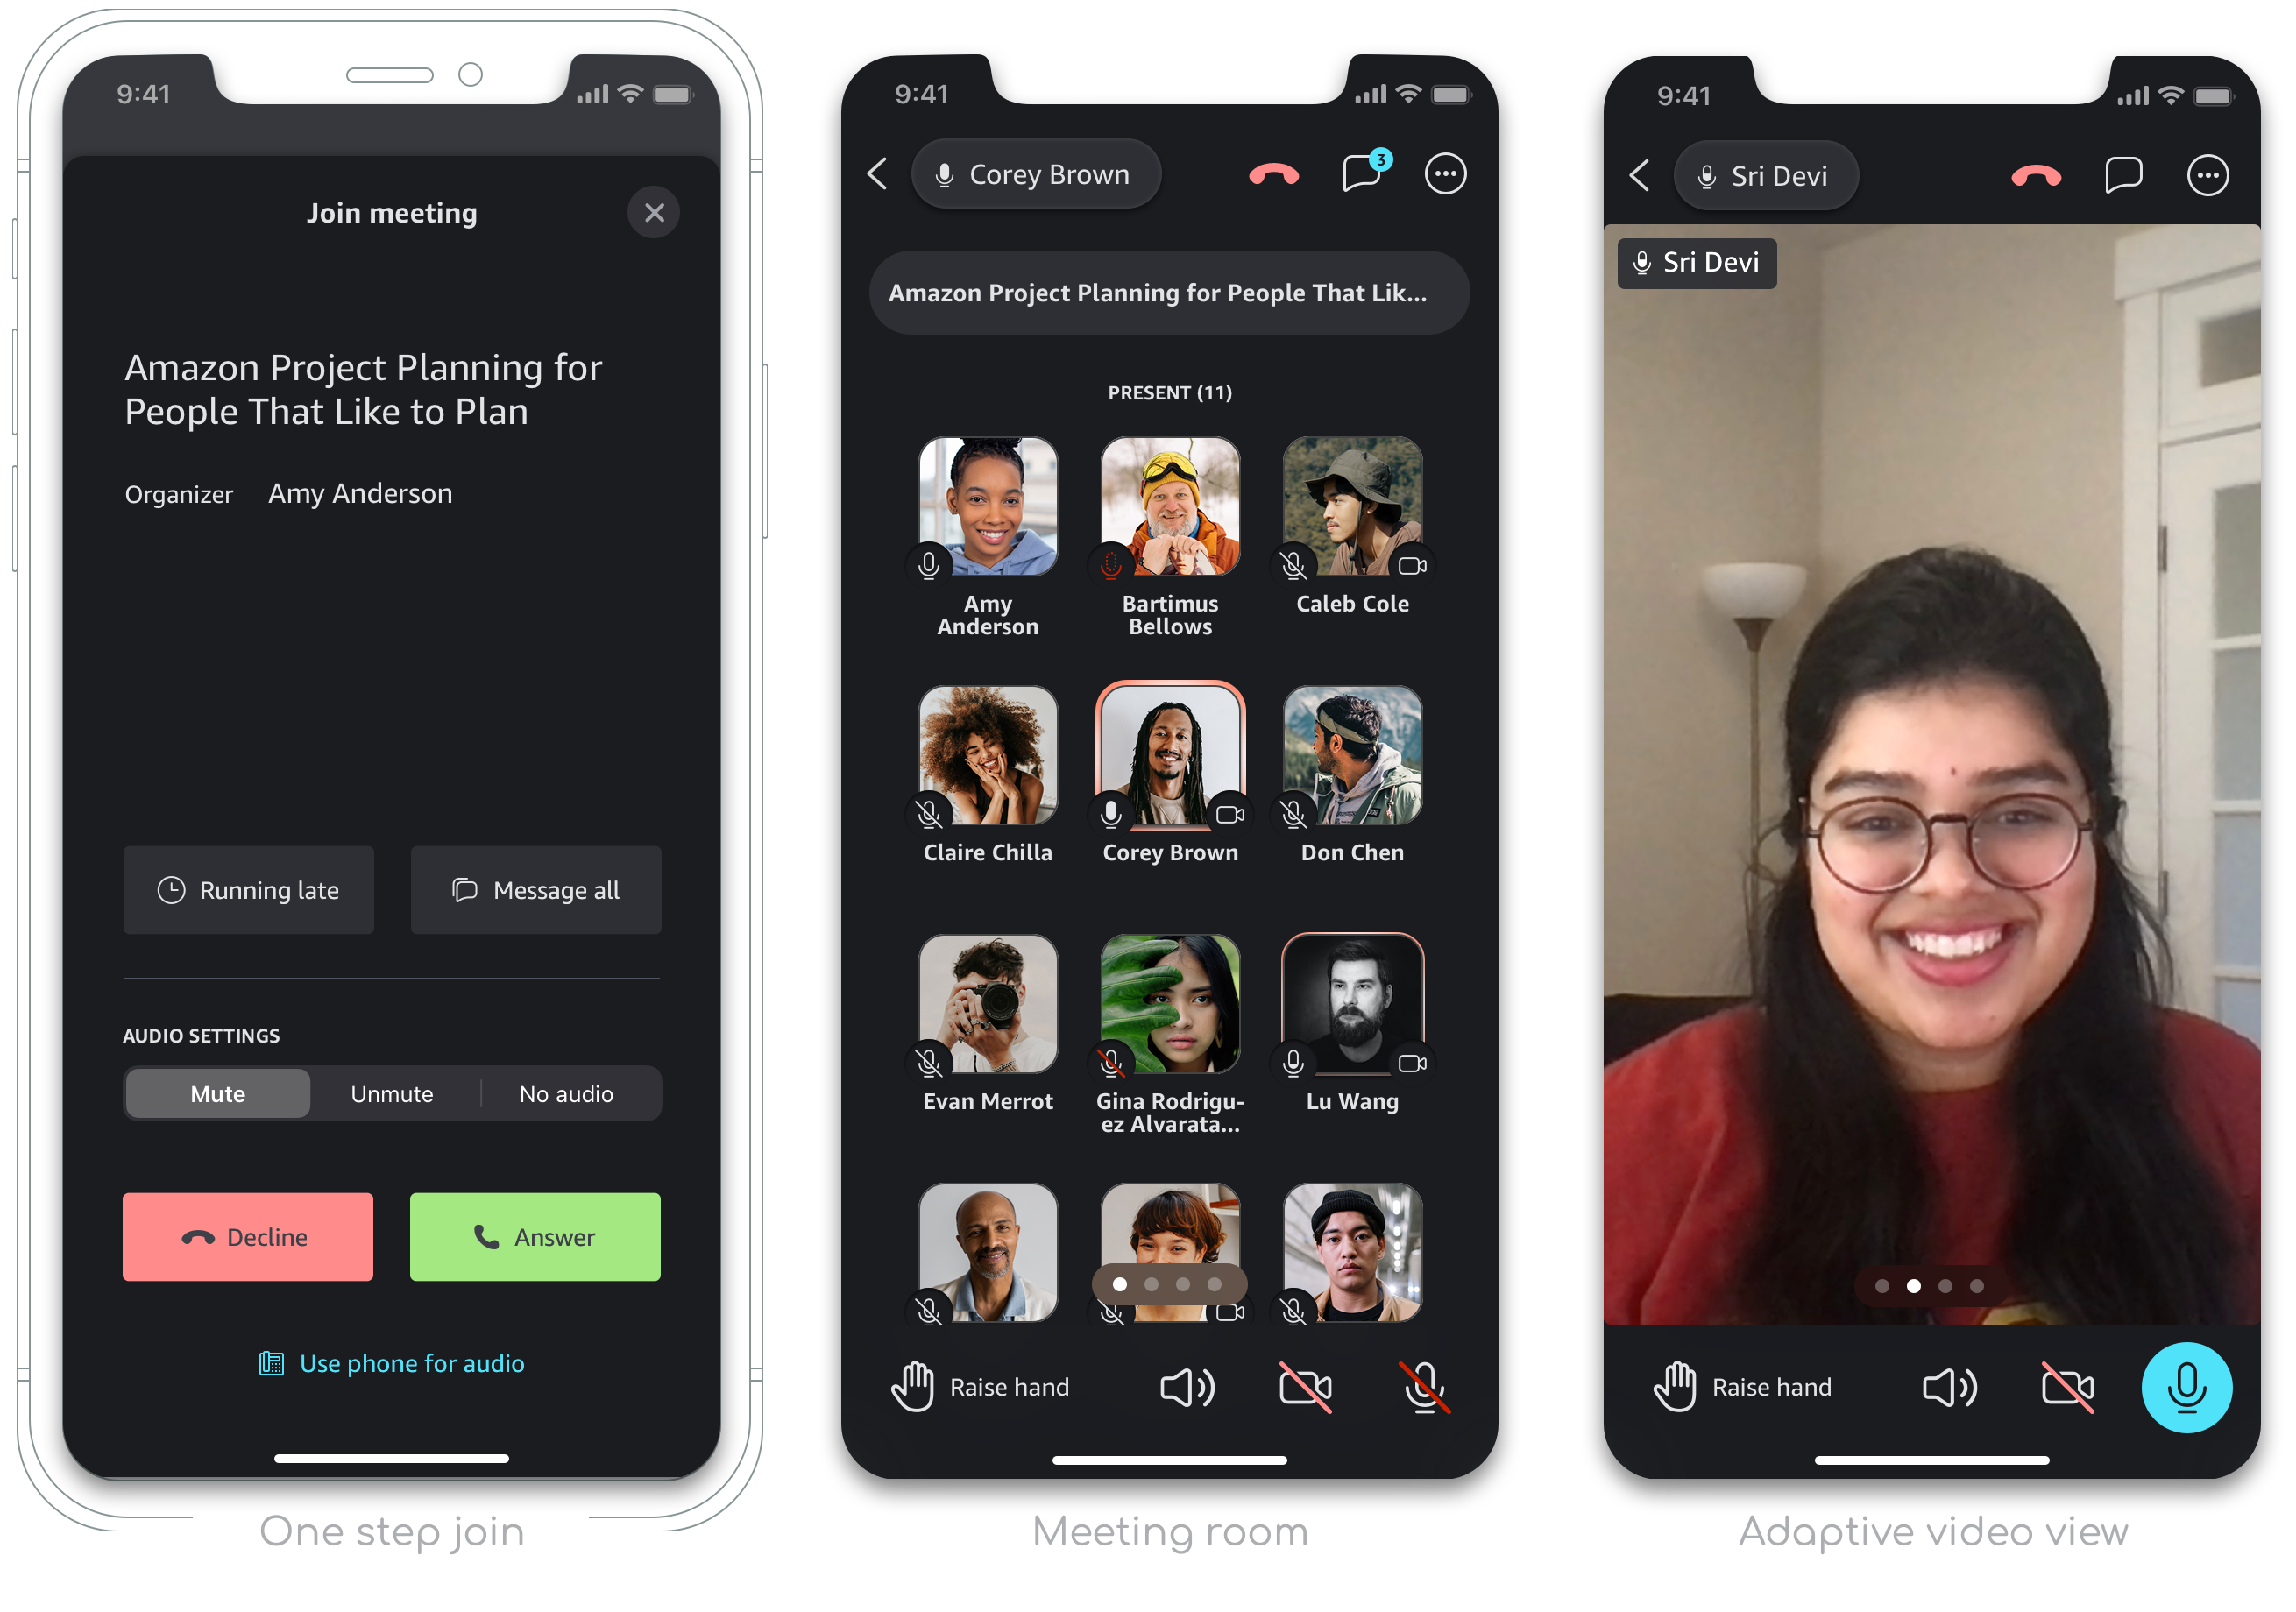 9:41
Join meeting
Amazon Project Planning for
People That Like to Plan
Organizer Amy Anderson
Running late
Message all
AUDIO SETTINGS
Mute
Unmute
No audio
Decline
Answer
Use phone for audio
One step join
9:41
Corey Brown
3
Amazon Project Planning for People That Lik...
PRESENT (11)
Amy
Anderson
Bartimus
Bellows
Caleb Cole
Claire Chilla
Corey Brown
Don Chen
Evan Merrot
Gina Rodrigu-
ez Alvarata...
Lu Wang
Raise hand
Meeting room
9:41
Sri Devi
Sri Devi
Raise hand
Adaptive video view